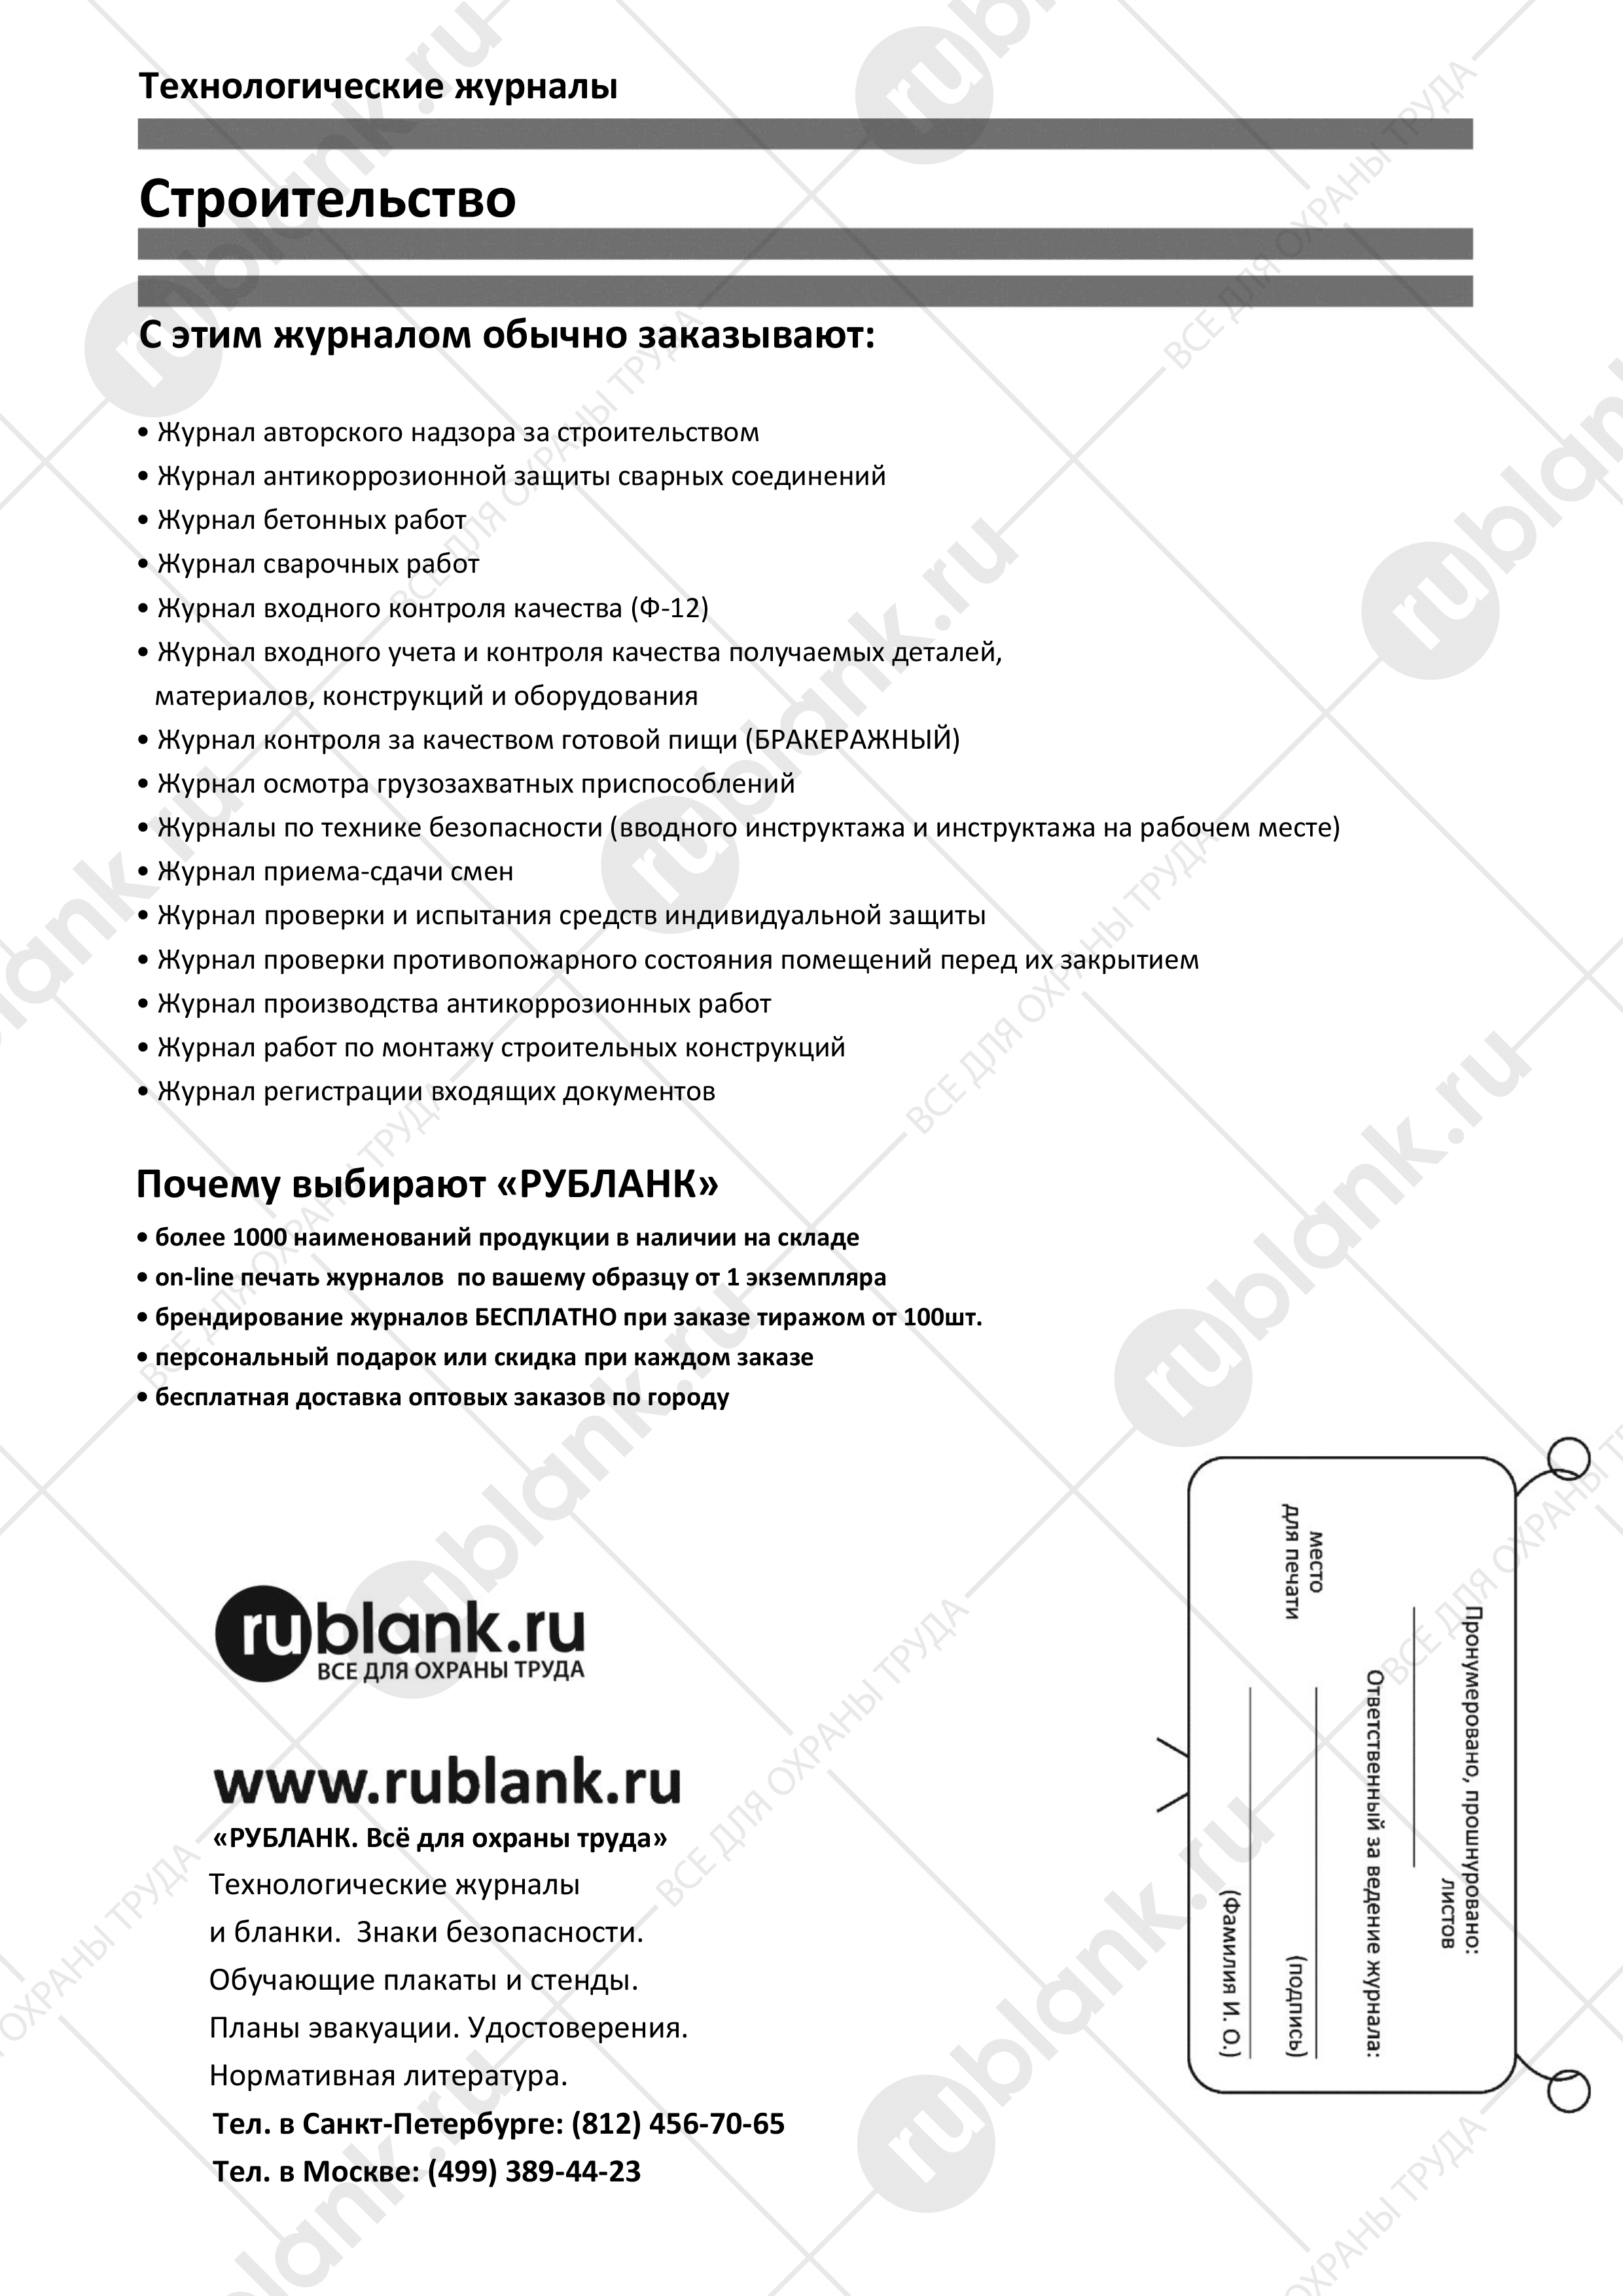 Технологические журналы
Строительство
С этим журналом обычно заказывают:
• Журнал авторского надзора за строительством
• Журнал антикоррозионной защиты сварных соединений
• Журнал бетонных работ
• Журнал сварочных работ
• Журнал входного контроля качества (Ф-12)
• Журнал входного учета и контроля качества получаемых деталей,
материалов, конструкций и оборудования
• Журнал контроля за качеством готовой пищи (БРАКЕРАЖНЫЙ)
• Журнал осмотра грузозахватных приспособлений
• Журналы по технике безопасности (вводного инструктажа и инструктажа на рабочем месте)
• Журнал приема-сдачи смен
• Журнал проверки и испытания средств индивидуальной защиты
• Журнал проверки противопожарного состояния помещений перед их закрытием
• Журнал производства антикоррозионных работ
• Журнал работ по монтажу строительных конструкций
• Журнал регистрации входящих документов
Почему выбирают «РУБЛАНК»
• более 1000 наименований продукции в наличии на складе
• on-line печать журналов по вашему образцу от 1 экземпляра
• брендирование журналов БЕСПЛАТНО при заказе тиражом от 100шт.
• персональный подарок или скидка при каждом заказе
• бесплатная доставка оптовых заказов по городу
rublank.ru
ВСЕ ДЛЯ ОХРАНЫ ТРУДА
www.rublank.ru
«РУБЛАНК. Всё для охраны труда»
Технологические журналы
и бланки. Знаки безопасности.
Обучающие плакаты и стенды.
Планы эвакуации. Удостоверения.
Нормативная литература.
Тел. в Санкт-Петербурге: (812) 456-70-65
Тел. в Москве: (499) 389-44-23
Пронумеровано, прошнуровано:
листов
Ответственный за ведение журнала:
место
для печати
(подпись)
(Фамилия И. О.)